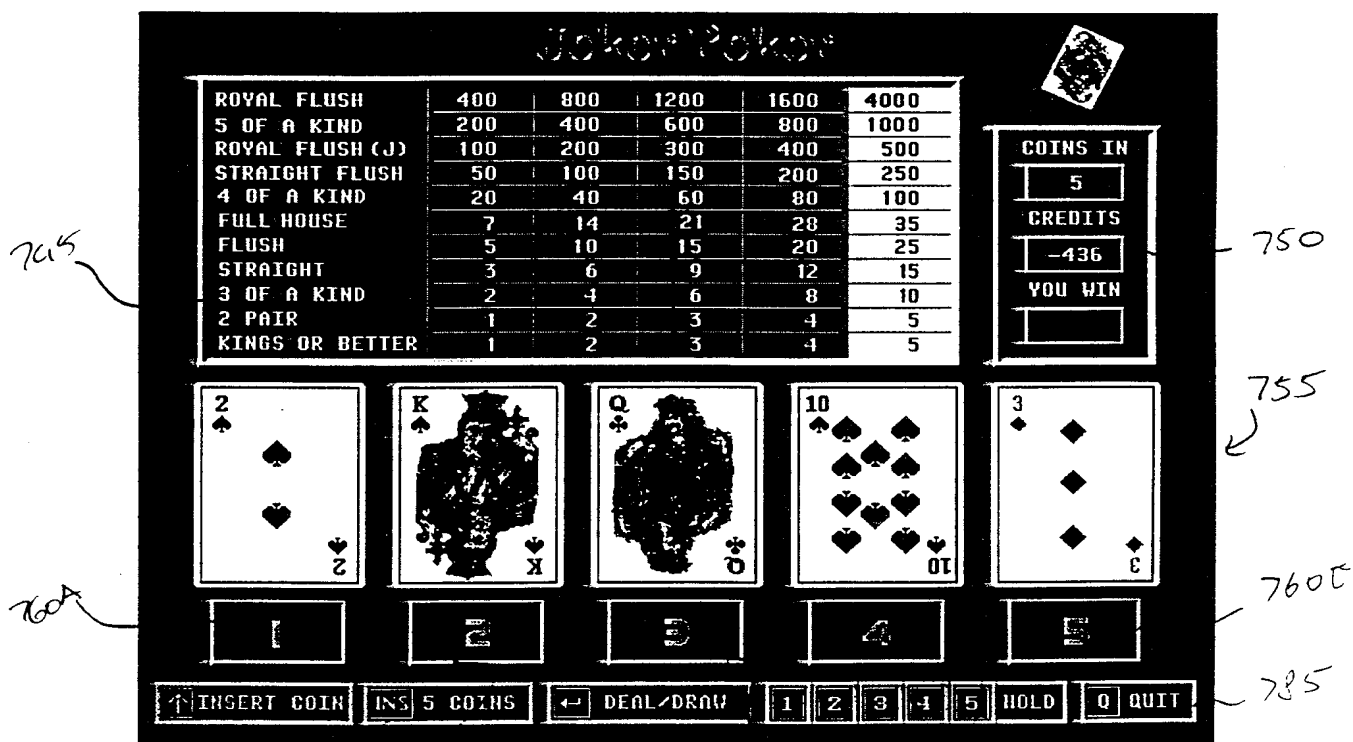 Joker Poker
ROYAL FLUSH 400 800 1200 1600 4000
5 OF A KIND 200 400 600 800 1000
ROYAL FLUSH (J) 100 200 300 400 500
STRAIGHT FLUSH 50 100 150 200 250
4 OF A KIND 20 40 60 80 100
FULL HOUSE 7 14 21 28 35
FLUSH 5 10 15 20 25
STRAIGHT 3 6 9 12 15
3 OF A KIND 2 4 6 8 10
2 PAIR 1 2 3 4 5
KINGS OR BETTER 1 2 3 4 5
COINS IN
5
CREDITS
-436
YOU WIN
745
750
755
2 K Q 10 3
2 K Q 10 3
760A
760E
1 2 3 4 5
↑ INSERT COIN INS 5 COINS ↵ DEAL/DRAW 1 2 3 4 5 HOLD Q QUIT
785